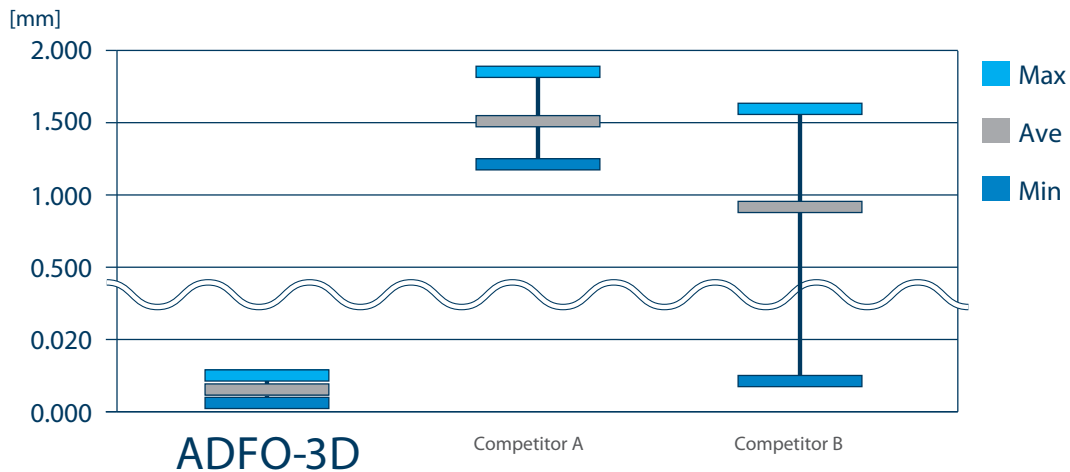 [mm]
2.000
1.500
1.000
0.500
0.020
0.000
ADFO-3D
Competitor A
Competitor B
Max
Ave
Min